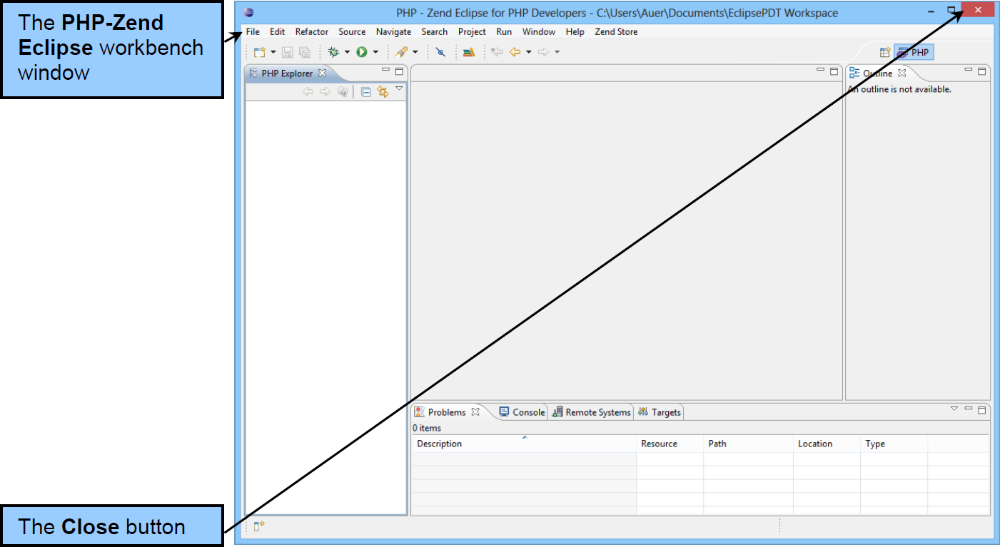 The PHP-Zend
Eclipse workbench
window
PHP - Zend Eclipse for PHP Developers - C:\Users\Auer\Documents\EclipsePDT Workspace
File Edit Refactor Source Navigate Search Project Run Window Help Zend Store
PHP
PHP Explorer
Outline
An outline is not available.
Problems Console Remote Systems Targets
0 items
Description Resource Path Location Type
The Close button